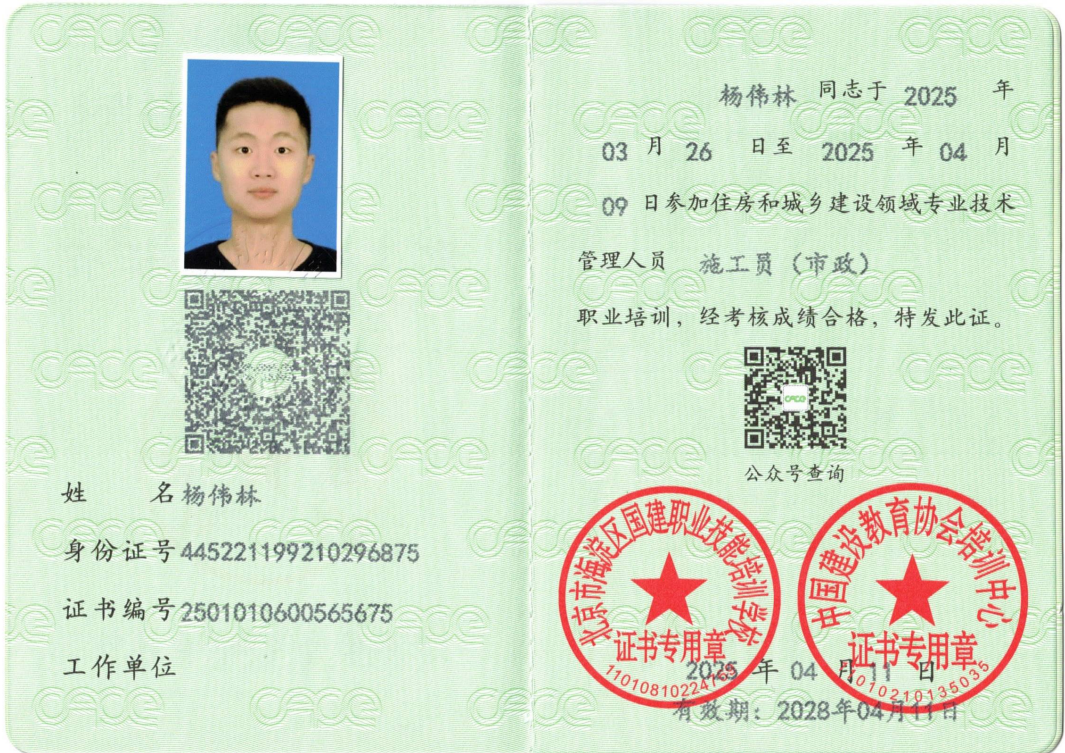 姓 名 杨伟林
身份证号 445221199210296875
证书编号 2501010600565675
工作单位
杨伟林 同志于 2025 年
03 月 26 日至 2025 年 04 月
09 日参加住房和城乡建设领域专业技术
管理人员 施工员（市政）
职业培训，经考核成绩合格，特发此证。
CACE
公众号查询
北京市海淀区国建职业技能培训学校
证书专用章
中国建设教育协会培训中心
证书专用章
2025 年 04 月 11 日
有效期：2028年04月11日